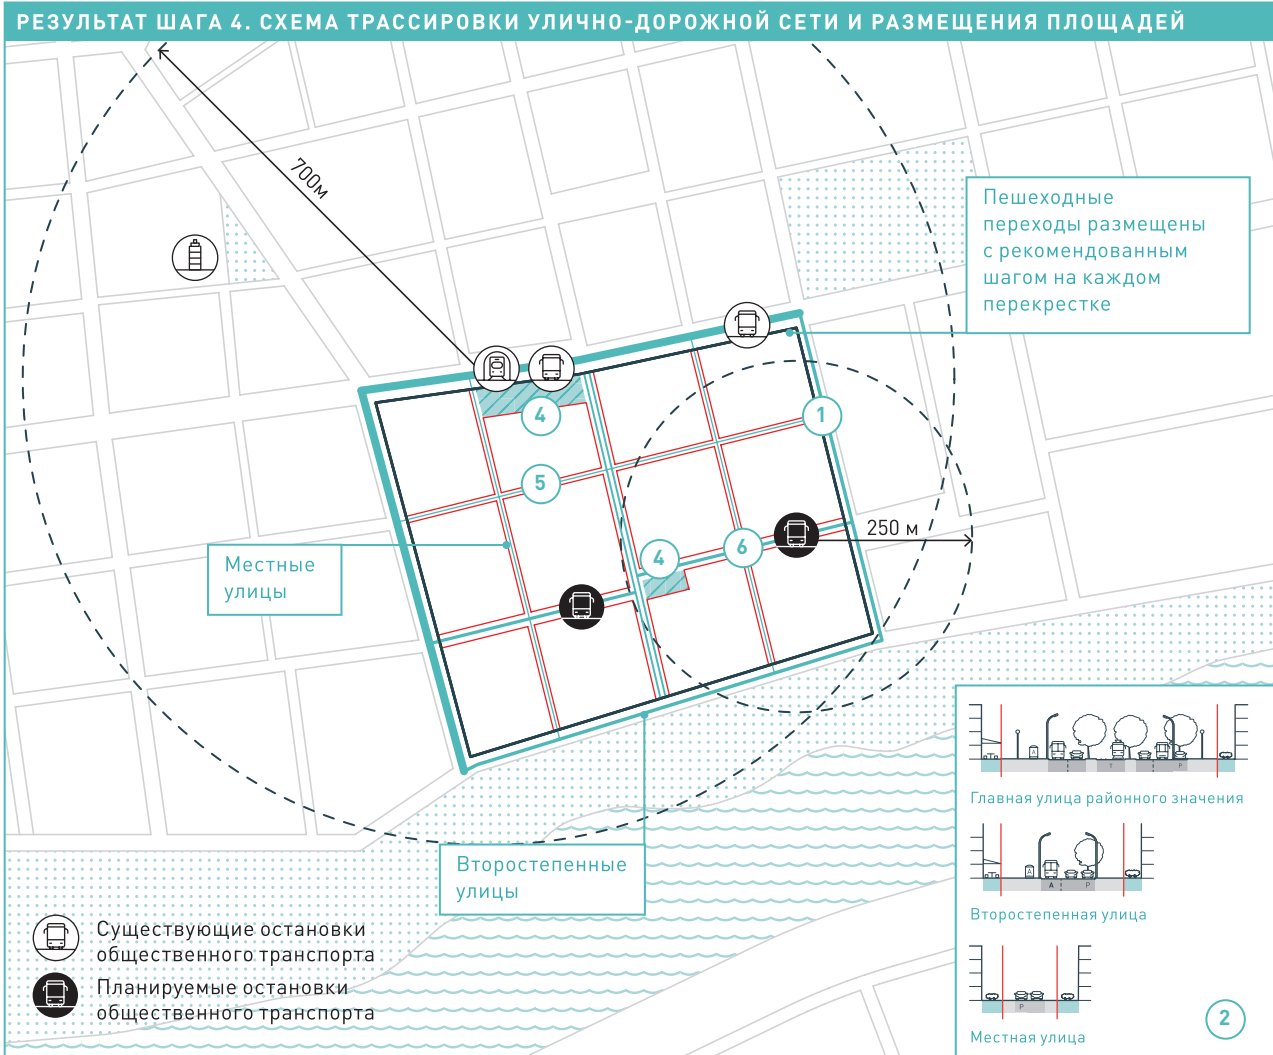 РЕЗУЛЬТАТ ШАГА 4. СХЕМА ТРАССИРОВКИ УЛИЧНО-ДОРОЖНОЙ СЕТИ И РАЗМЕЩЕНИЯ ПЛОЩАДЕЙ
700м
Пешеходные
переходы размещены
с рекомендованным
шагом на каждом
перекрестке
4
1
5
250 м
4
6
Местные
улицы
Второстепенные
улицы
Существующие остановки
общественного транспорта
Планируемые остановки
общественного транспорта
А
Т
Р
Главная улица районного значения
А
А
Р
Второстепенная улица
Р
Местная улица
2